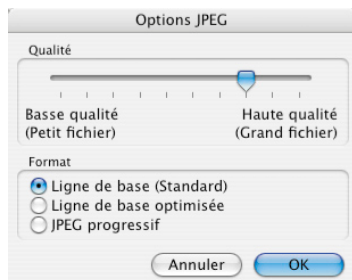 Options JPEG
Qualité
Basse qualité Haute qualité
(Petit fichier) (Grand fichier)
Format
Ligne de base (Standard)
Ligne de base optimisée
JPEG progressif
Annuler OK